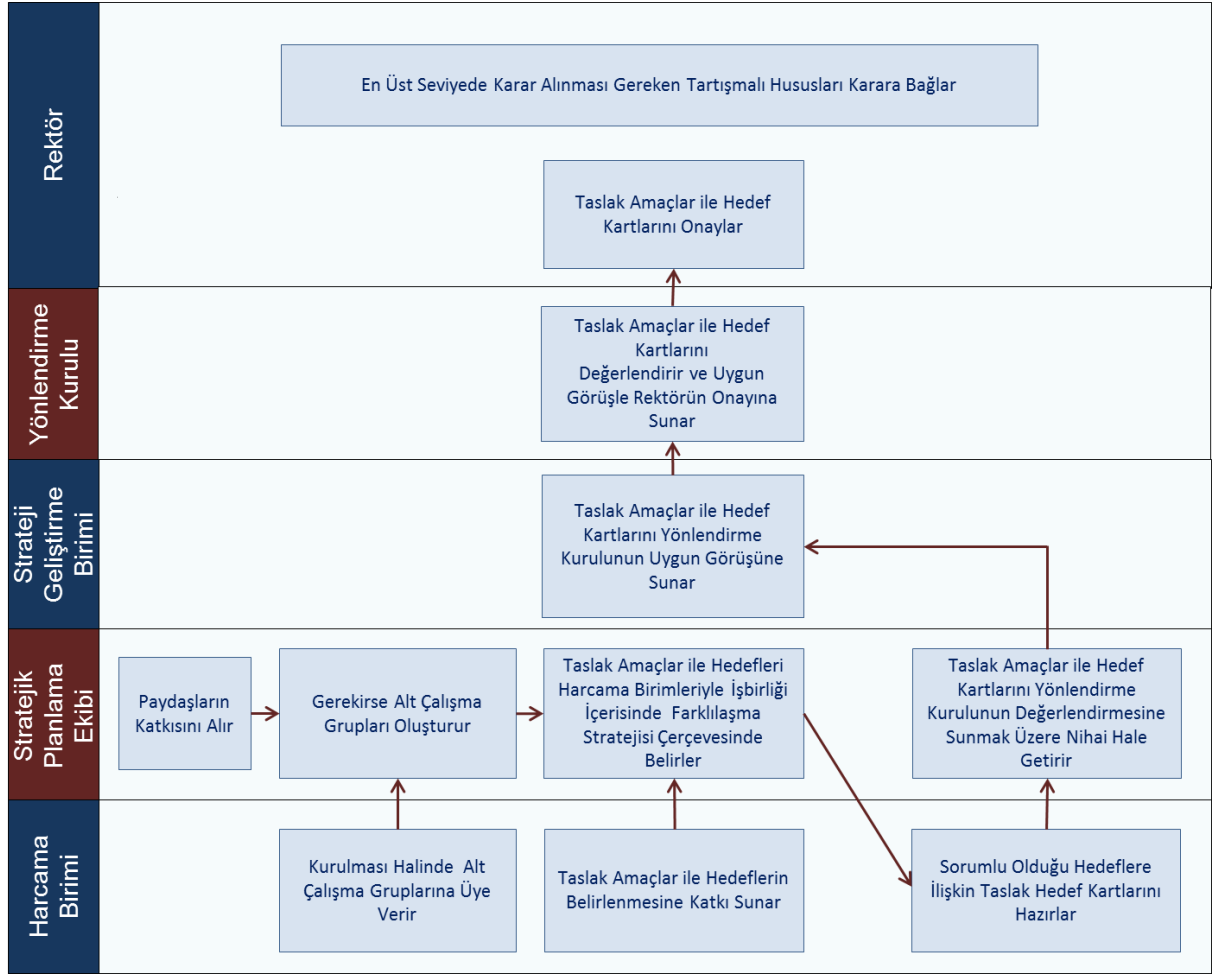 Rektör
En Üst Seviyede Karar Alınması Gereken Tartışmalı Hususları Karara Bağlar
Taslak Amaçlar ile Hedef
Kartlarını Onaylar
Yönlendirme
Kurulu
Taslak Amaçlar ile Hedef
Kartlarını
Değerlendirir ve Uygun
Görüşle Rektörün Onayına
Sunar
Strateji
Geliştirme
Birimi
Taslak Amaçlar ile Hedef
Kartlarını Yönlendirme
Kurulunun Uygun Görüşüne
Sunar
Stratejik
Planlama
Ekibi
Paydaşların
Katkısını Alır
Gerekirse Alt Çalışma
Grupları Oluşturur
Taslak Amaçlar ile Hedefleri
Harcama Birimleriyle İşbirliği
İçerisinde Farklılaşma
Stratejisi Çerçevesinde
Belirler
Taslak Amaçlar ile Hedef
Kartlarını Yönlendirme
Kurulunun Değerlendirmesine
Sunmak Üzere Nihai Hale
Getirir
Harcama
Birimi
Kurulması Halinde Alt
Çalışma Gruplarına Üye
Verir
Taslak Amaçlar ile Hedeflerin
Belirlenmesine Katkı Sunar
Sorumlu Olduğu Hedeflere
İlişkin Taslak Hedef Kartlarını
Hazırlar